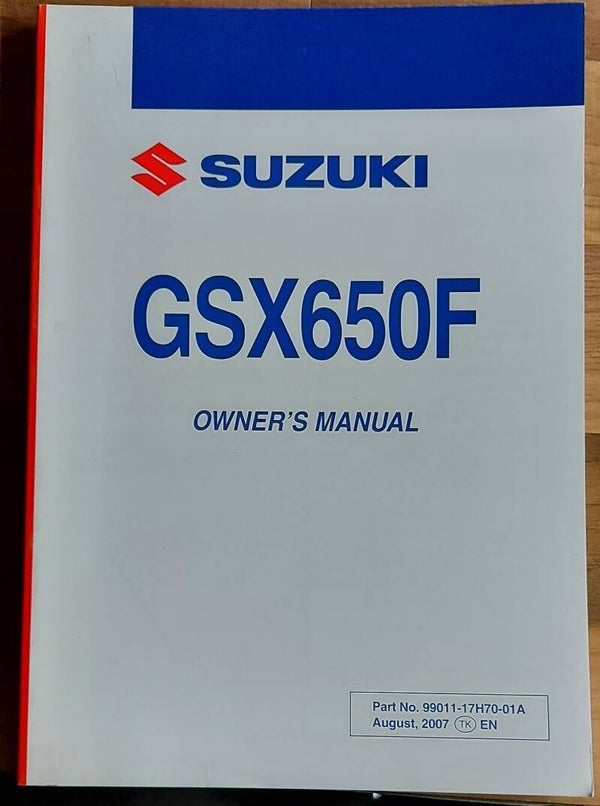 SUZUKI
GSX650F
OWNER'S MANUAL
Part No. 99011-17H70-01A
August, 2007 TK EN